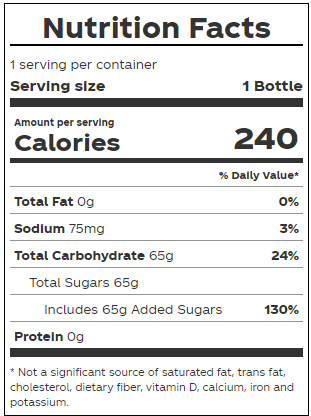 Nutrition Facts
1 serving per container
Serving size 1 Bottle
Amount per serving
Calories 240
% Daily Value*
Total Fat 0g 0%
Sodium 75mg 3%
Total Carbohydrate 65g 24%
Total Sugars 65g
Includes 65g Added Sugars 130%
Protein 0g
* Not a significant source of saturated fat, trans fat,
cholesterol, dietary fiber, vitamin D, calcium, iron and
potassium.